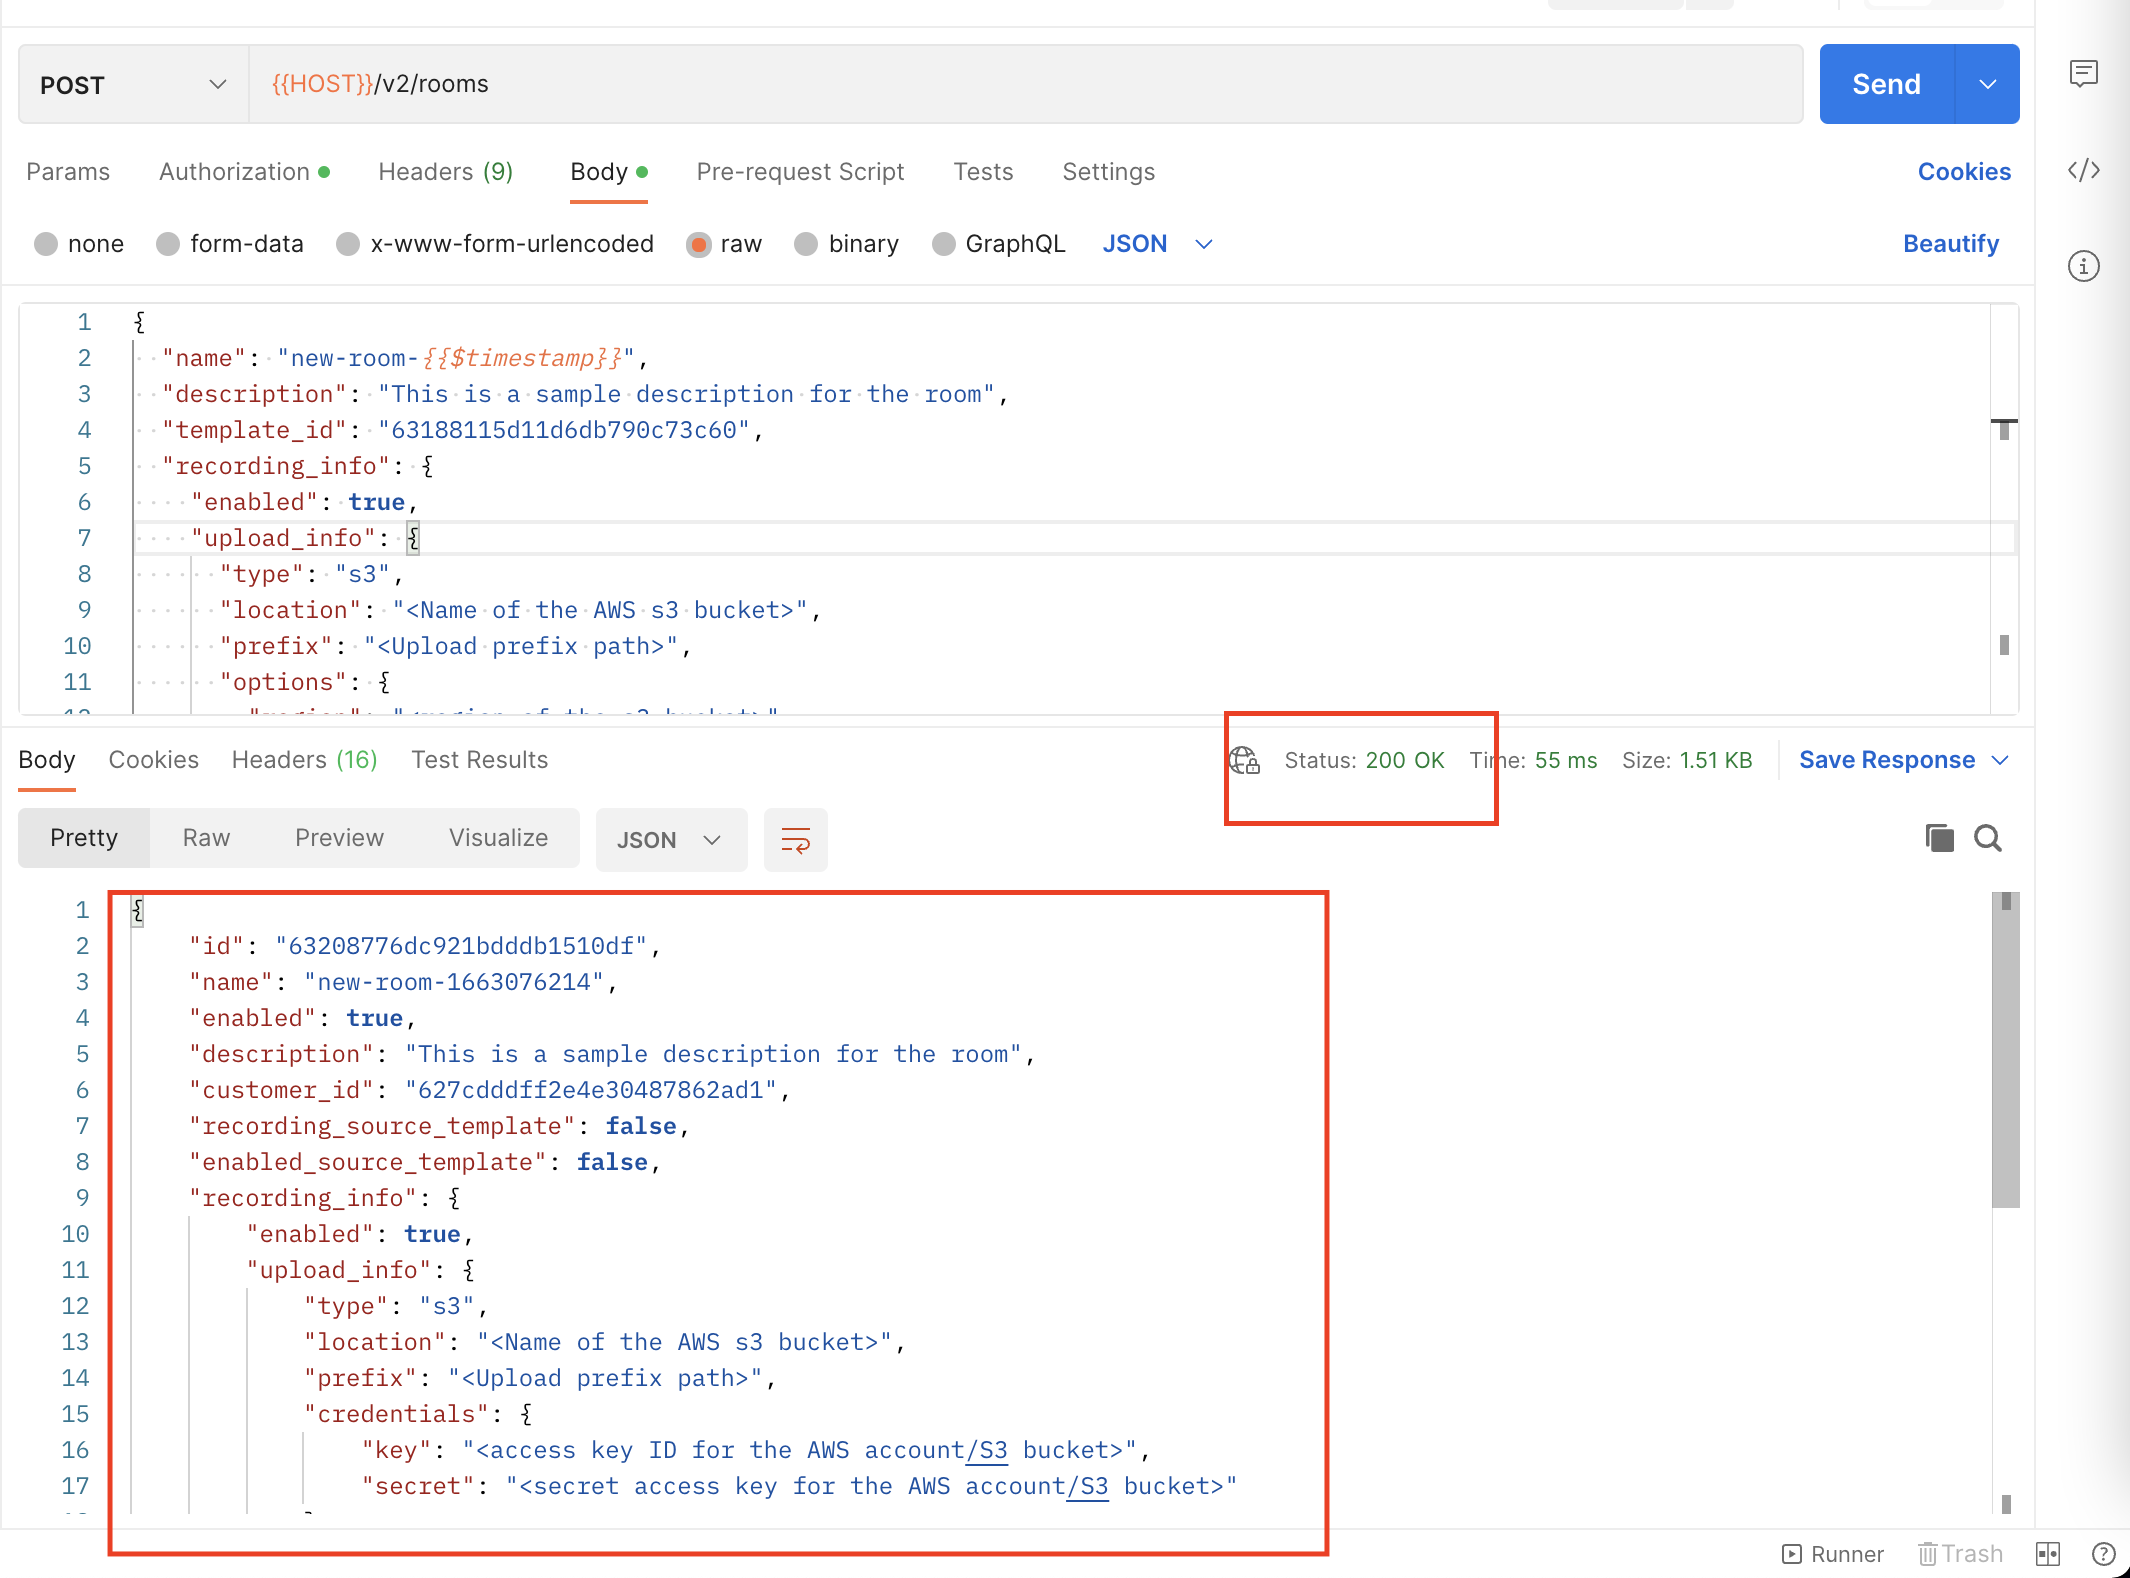 POST
{{HOST}}/v2/rooms
Send
Params Authorization Headers (9) Body Pre-request Script Tests Settings Cookies
none form-data x-www-form-urlencoded raw binary GraphQL JSON Beautify
1 {
2 "name": "new-room-{{$timestamp}}",
3 "description": "This is a sample description for the room",
4 "template_id": "63188115d11d6db790c73c60",
5 "recording_info": {
6 "enabled": true,
7 "upload_info": {
8 "type": "s3",
9 "location": "<Name of the AWS s3 bucket>",
10 "prefix": "<Upload prefix path>",
11 "options": {
12 "region": "<region of the s3 bucket>"
Body Cookies Headers (16) Test Results Status: 200 OK Time: 55 ms Size: 1.51 KB Save Response
Pretty Raw Preview Visualize JSON
1 {
2 "id": "63208776dc921bdddb1510df",
3 "name": "new-room-1663076214",
4 "enabled": true,
5 "description": "This is a sample description for the room",
6 "customer_id": "627cdddff2e4e30487862ad1",
7 "recording_source_template": false,
8 "enabled_source_template": false,
9 "recording_info": {
10 "enabled": true,
11 "upload_info": {
12 "type": "s3",
13 "location": "<Name of the AWS s3 bucket>",
14 "prefix": "<Upload prefix path>",
15 "credentials": {
16 "key": "<access key ID for the AWS account/S3 bucket>",
17 "secret": "<secret access key for the AWS account/S3 bucket>"
Runner Trash